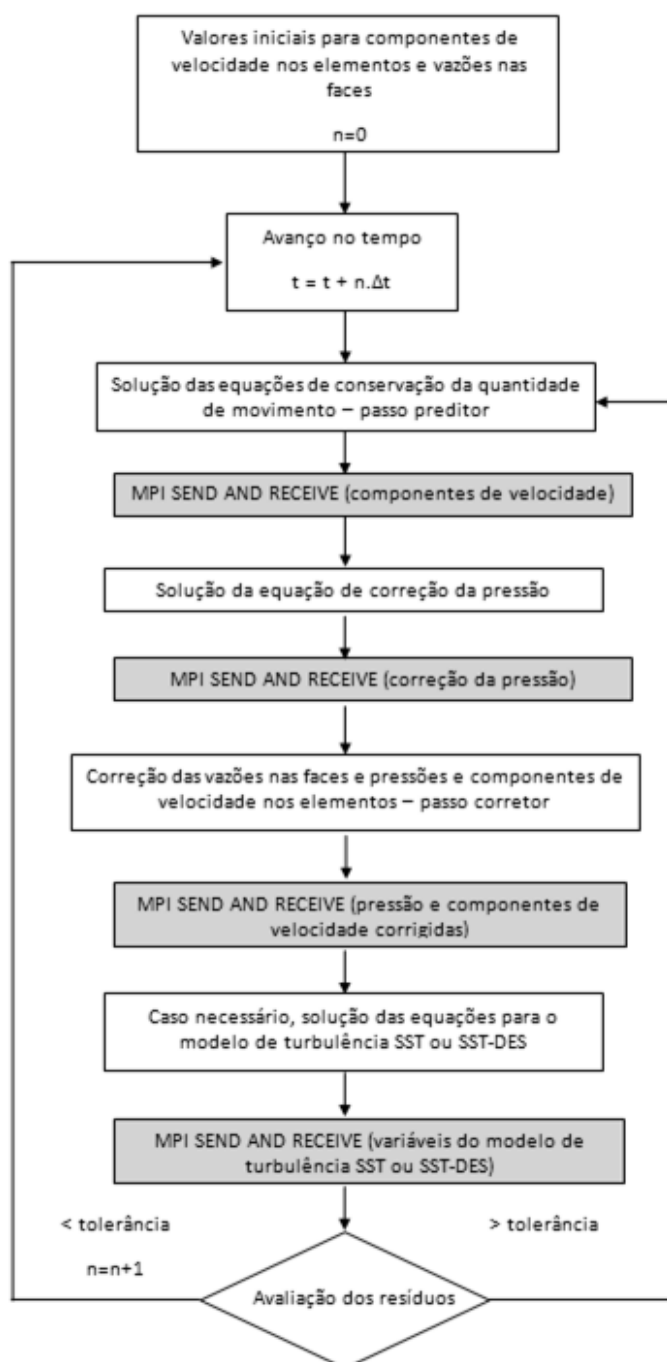 Valores iniciais para componentes de
velocidade nos elementos e vazões nas
faces
n=0
Avanço no tempo
t = t + n.Δt
Solução das equações de conservação da quantidade
de movimento – passo preditor
MPI SEND AND RECEIVE (componentes de velocidade)
Solução da equação de correção da pressão
MPI SEND AND RECEIVE (correção da pressão)
Correção das vazões nas faces e pressões e componentes de
velocidade nos elementos – passo corretor
MPI SEND AND RECEIVE (pressão e componentes de
velocidade corrigidas)
Caso necessário, solução das equações para o
modelo de turbulência SST ou SST-DES
MPI SEND AND RECEIVE (variáveis do modelo de
turbulência SST ou SST-DES)
< tolerância
> tolerância
n=n+1
Avaliação dos resíduos